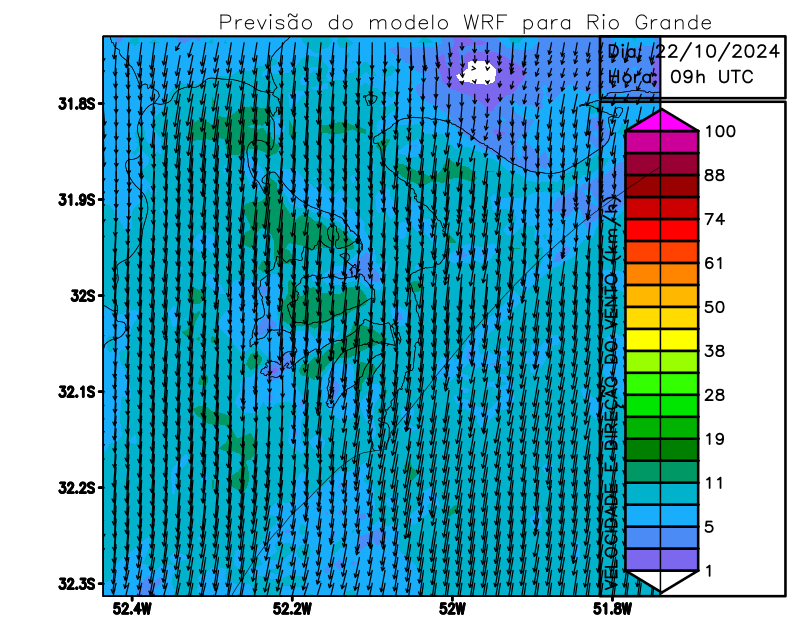 Previsão do modelo WRF para Rio Grande
Dia: 22/10/2024
Hora: 09h UTC
31.8S
31.9S
32S
32.1S
32.2S
32.3S
52.4W
52.2W
52W
51.8W
VELOCIDADE E DIREÇÃO DO VENTO (km/h)
100
88
74
61
50
38
28
19
11
5
1